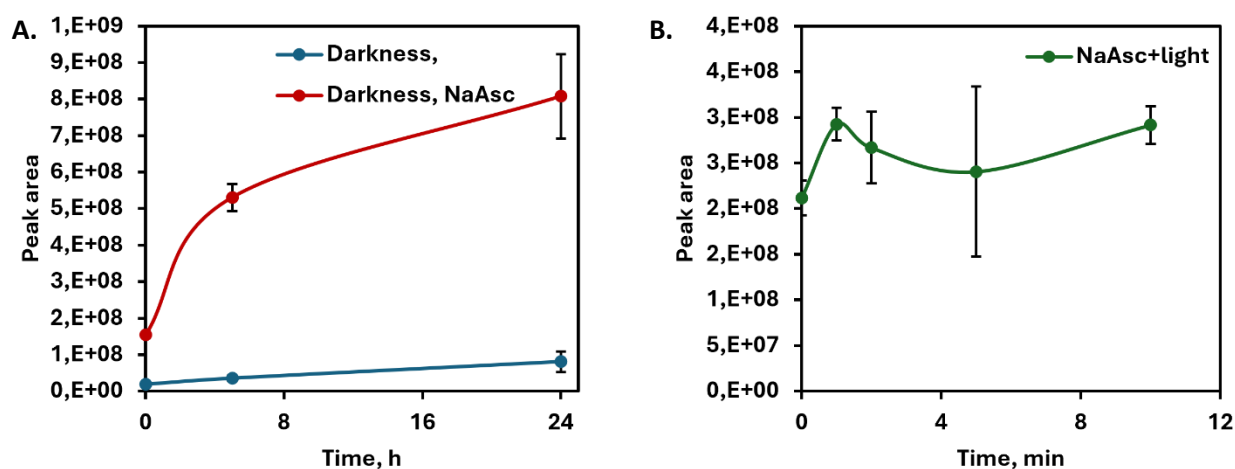 A.
1,E+09
9,E+08
8,E+08
7,E+08
6,E+08
5,E+08
4,E+08
3,E+08
2,E+08
1,E+08
0,E+00
Peak area
Darkness,
Darkness, NaAsc
0 8 16 24
Time, h
B.
4,E+08
4,E+08
3,E+08
3,E+08
2,E+08
2,E+08
1,E+08
5,E+07
0,E+00
Peak area
NaAsc+light
0 4 8 12
Time, min